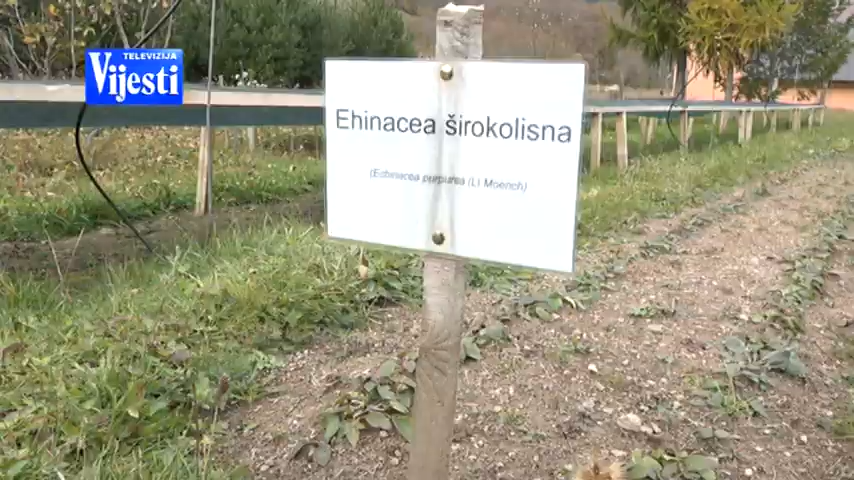 TELEVIZIJA
Vijesti
Ehinacea širokolisna
(Echinacea purpurea (L) Moench)